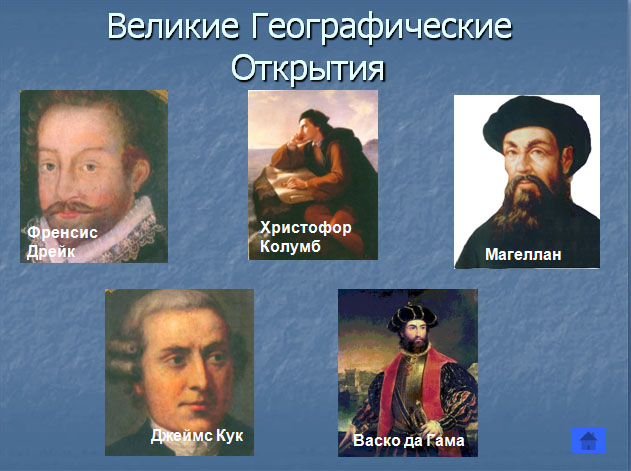 Великие Географические
Открытия
Френсис
Дрейк
Христофор
Колумб
Магеллан
Джеймс Кук
Васко да Гама